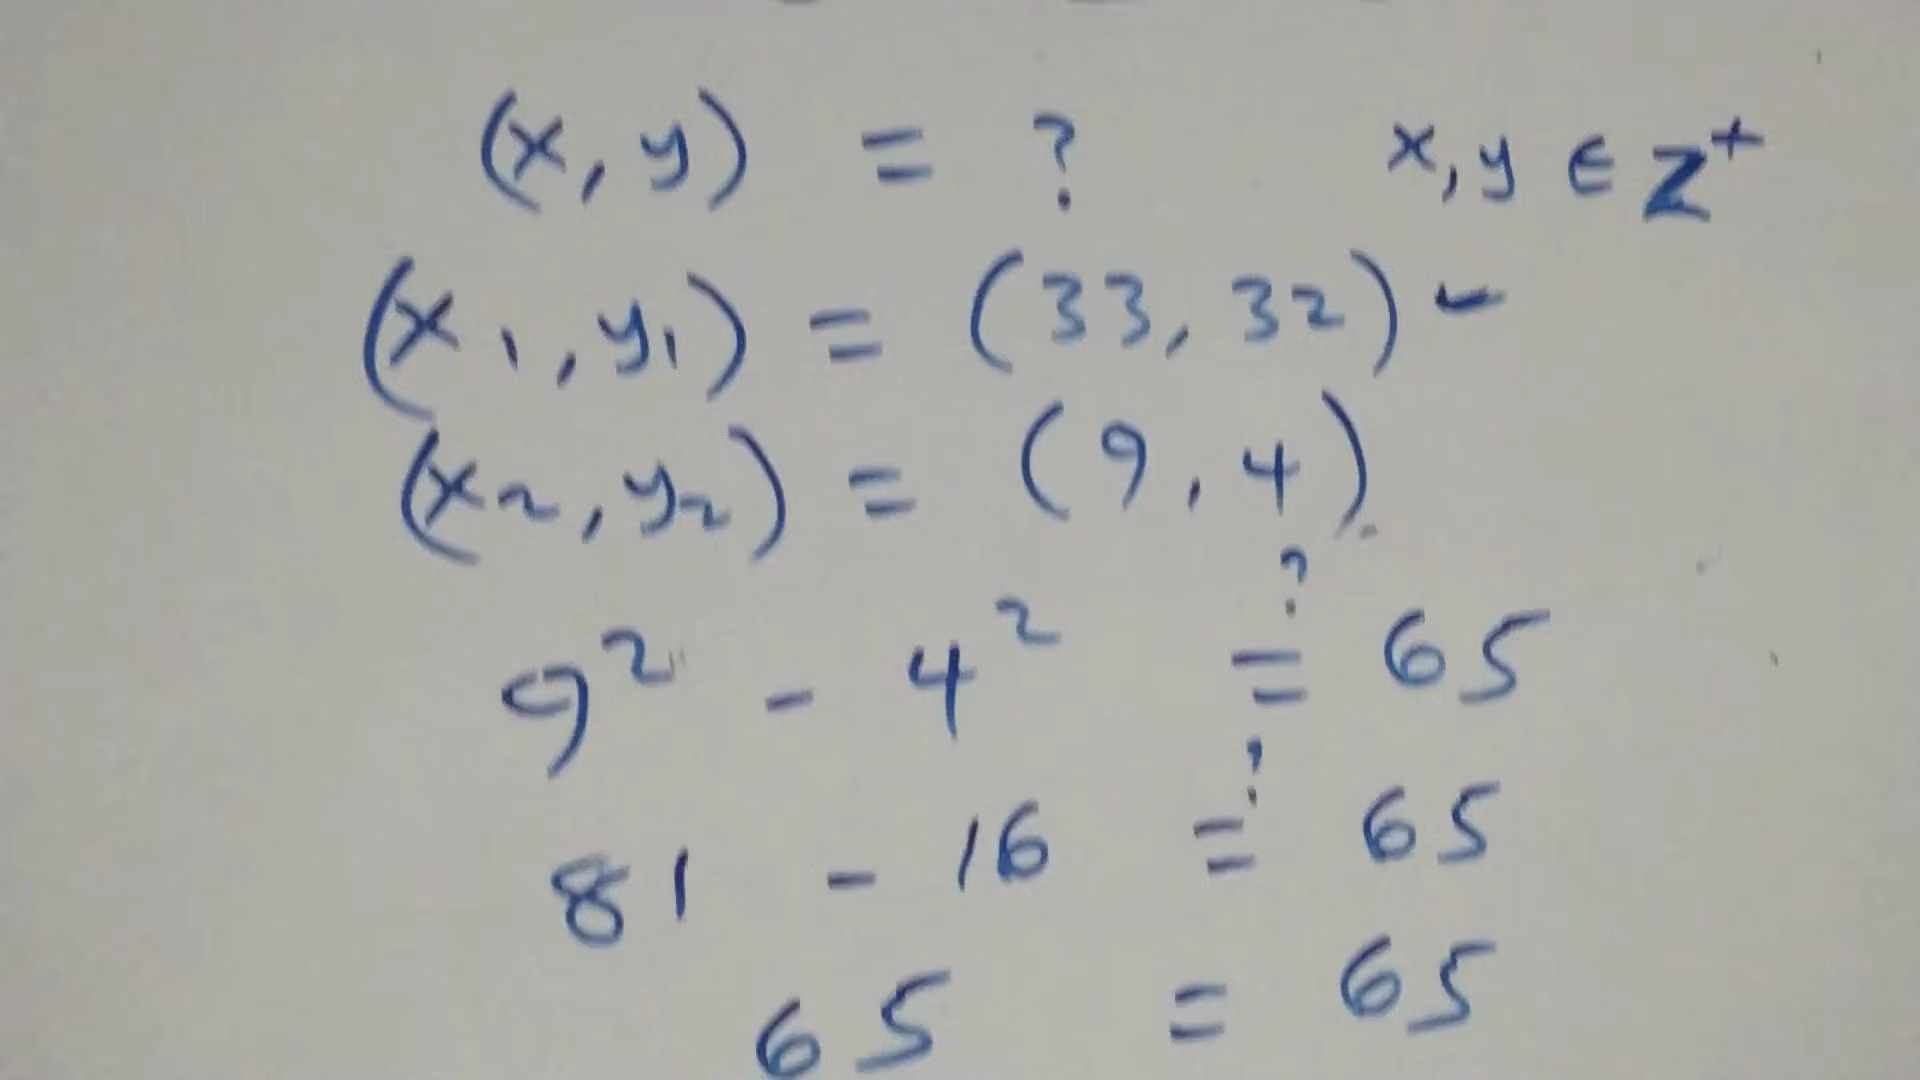 (x, y) = ? x, y ∈ Z⁺
(x₁, y₁) = (33, 32) -
(x₂, y₂) = (9, 4).
9² - 4² =? 65
81 - 16 =? 65
65 = 65